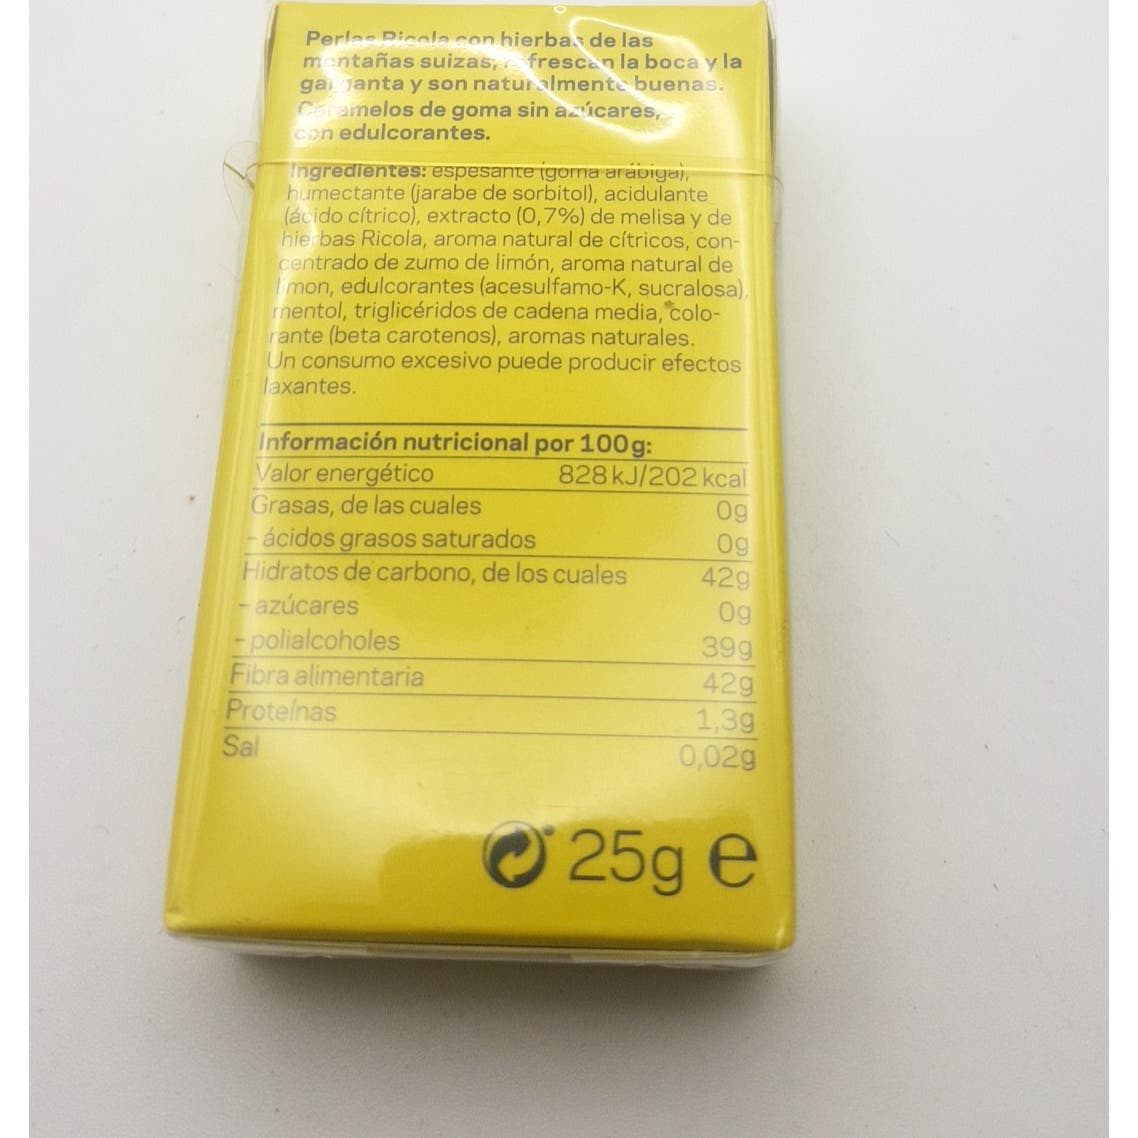 Perlas Ricola con hierbas de las
montañas suizas, refrescan la boca y la
garganta y son naturalmente buenas.
Caramelos de goma sin azúcares,
con edulcorantes.
Ingredientes: espesante (goma arábiga),
humectante (jarabe de sorbitol), acidulante
(ácido cítrico), extracto (0,7%) de melisa y de
hierbas Ricola, aroma natural de cítricos, con-
centrado de zumo de limón, aroma natural de
limon, edulcorantes (acesulfamo-K, sucralosa),
mentol, triglicéridos de cadena media, colo-
rante (beta carotenos), aromas naturales.
Un consumo excesivo puede producir efectos
laxantes.
Información nutricional por 100g:
Valor energético 828 kJ/202 kcal
Grasas, de las cuales 0g
- ácidos grasos saturados 0g
Hidratos de carbono, de los cuales 42g
- azúcares 0g
- polialcoholes 39g
Fibra alimentaria 42g
Proteínas 1,3g
Sal 0,02g
25g e